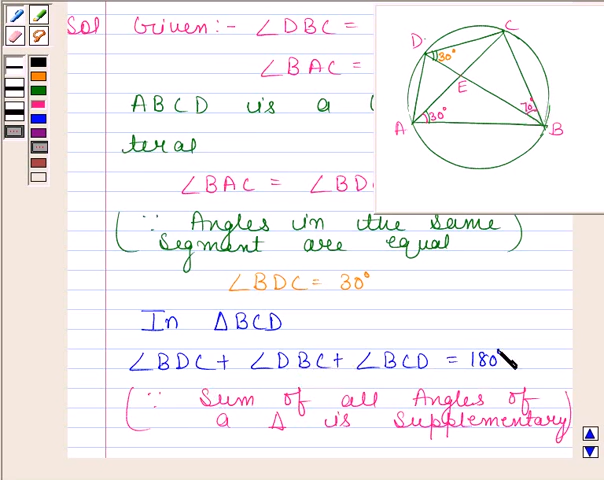 Sol Given:- ∠DBC =
∠BAC =
ABCD is a (
teral
∠BAC = ∠BD
(∵ Angles in the same
segment are equal)
∠BDC = 30°
In ΔBCD
∠BDC + ∠DBC + ∠BCD = 180
(∵ Sum of all Angles of
a Δ is Supplementary)
C
D 30°
E
A 30° 70° B